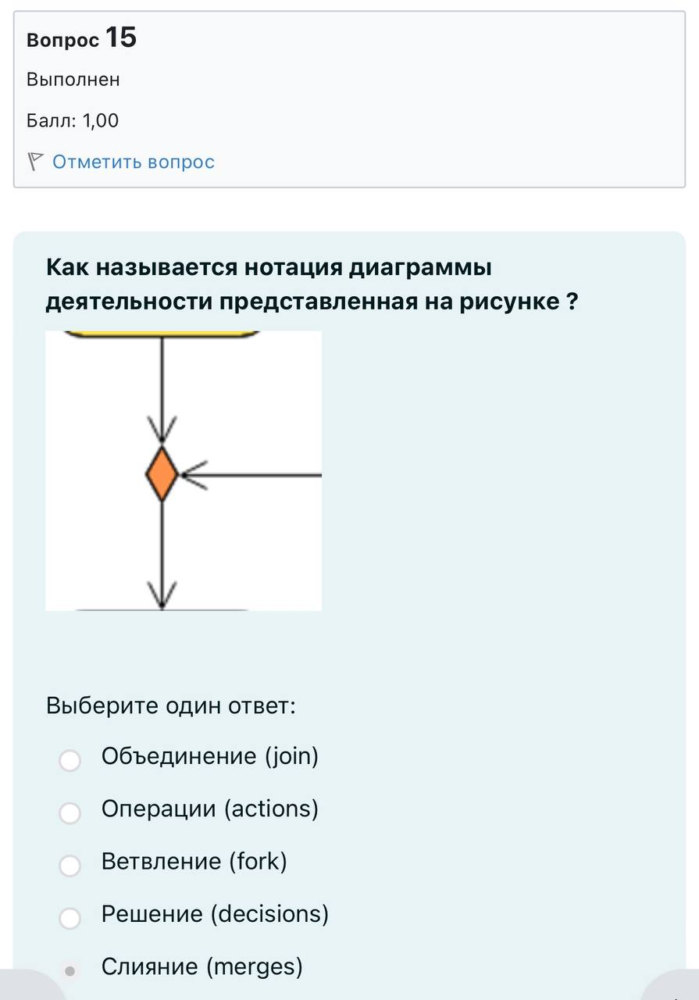 Вопрос 15
Выполнен
Балл: 1,00
Отметить вопрос
Как называется нотация диаграммы
деятельности представленная на рисунке ?
Выберите один ответ:
Объединение (join)
Операции (actions)
Ветвление (fork)
Решение (decisions)
Слияние (merges)